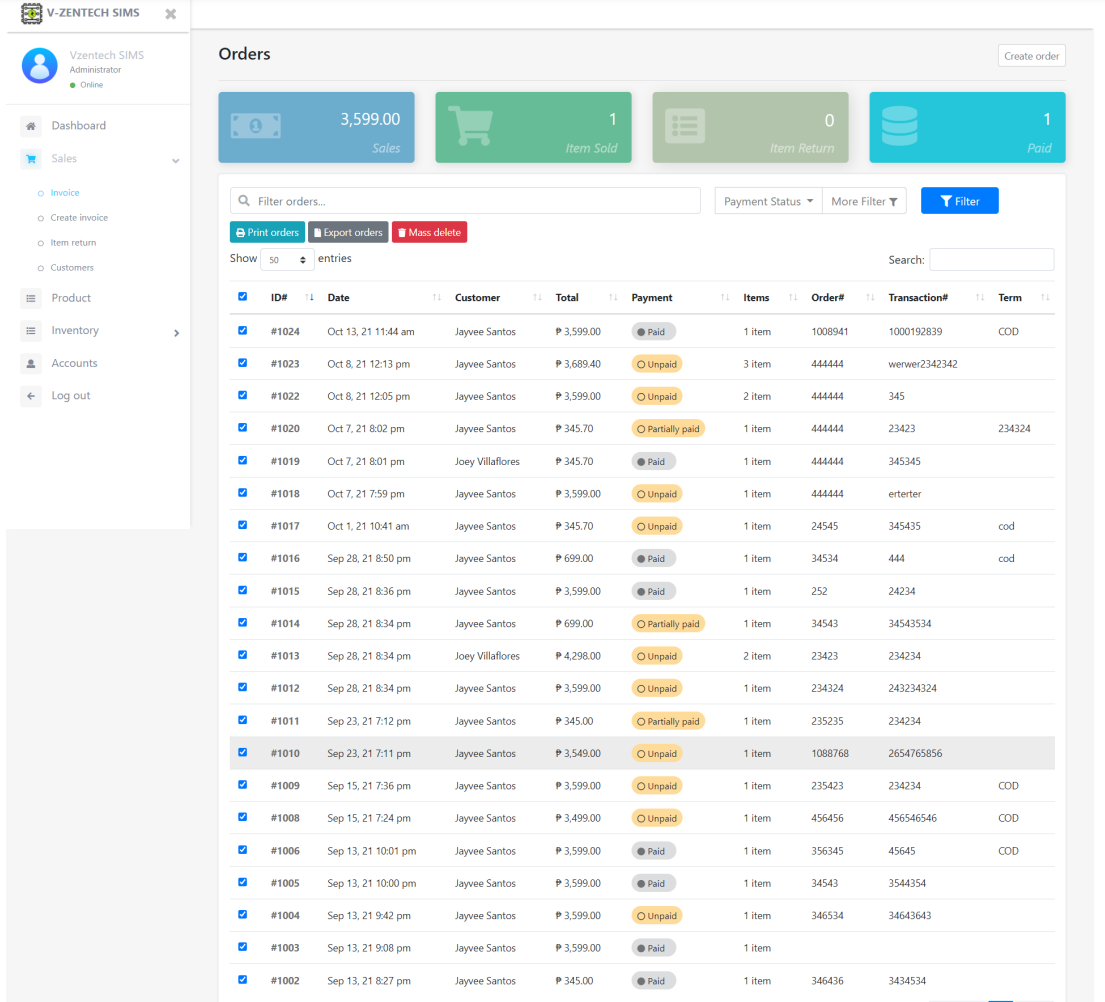 V-ZENTECH SIMS
Vzentech SIMS
Administrator
Online
Dashboard
Sales
Invoice
Create invoice
Item return
Customers
Product
Inventory
Accounts
Log out
Orders
Create order
3,599.00
Sales
1
Item Sold
0
Item Return
1
Paid
Filter orders...
Payment Status
More Filter
Filter
Print orders Export orders Mass delete
Show 50 entries
Search:
ID# Date Customer Total Payment Items Order# Transaction# Term
#1024 Oct 13, 21 11:44 am Jayvee Santos ₱ 3,599.00 Paid 1 item 1008941 1000192839 COD
#1023 Oct 8, 21 12:13 pm Jayvee Santos ₱ 3,689.40 Unpaid 3 item 444444 werwer2342342
#1022 Oct 8, 21 12:05 pm Jayvee Santos ₱ 3,599.00 Unpaid 2 item 444444 345
#1020 Oct 7, 21 8:02 pm Jayvee Santos ₱ 345.70 Partially paid 1 item 444444 23423 234324
#1019 Oct 7, 21 8:01 pm Joey Villaflores ₱ 345.70 Paid 1 item 444444 345345
#1018 Oct 7, 21 7:59 pm Jayvee Santos ₱ 3,599.00 Unpaid 1 item 444444 erterter
#1017 Oct 1, 21 10:41 am Jayvee Santos ₱ 345.70 Unpaid 1 item 24545 345435 cod
#1016 Sep 28, 21 8:50 pm Jayvee Santos ₱ 699.00 Paid 1 item 34534 444 cod
#1015 Sep 28, 21 8:36 pm Jayvee Santos ₱ 3,599.00 Paid 1 item 252 24234
#1014 Sep 28, 21 8:34 pm Jayvee Santos ₱ 699.00 Partially paid 1 item 34543 34543534
#1013 Sep 28, 21 8:34 pm Joey Villaflores ₱ 4,298.00 Unpaid 2 item 23423 234234
#1012 Sep 28, 21 8:34 pm Jayvee Santos ₱ 3,599.00 Unpaid 1 item 234324 243234324
#1011 Sep 23, 21 7:12 pm Jayvee Santos ₱ 345.00 Partially paid 1 item 235235 234234
#1010 Sep 23, 21 7:11 pm Jayvee Santos ₱ 3,549.00 Unpaid 1 item 1088768 2654765856
#1009 Sep 15, 21 7:36 pm Jayvee Santos ₱ 3,599.00 Unpaid 1 item 235423 234234 COD
#1008 Sep 15, 21 7:24 pm Jayvee Santos ₱ 3,499.00 Unpaid 1 item 456456 456546546 COD
#1006 Sep 13, 21 10:01 pm Jayvee Santos ₱ 3,599.00 Paid 1 item 356345 45645 COD
#1005 Sep 13, 21 10:00 pm Jayvee Santos ₱ 3,599.00 Paid 1 item 34543 3544354
#1004 Sep 13, 21 9:42 pm Jayvee Santos ₱ 3,599.00 Unpaid 1 item 346534 34643643
#1003 Sep 13, 21 9:08 pm Jayvee Santos ₱ 3,599.00 Paid 1 item
#1002 Sep 13, 21 8:27 pm Jayvee Santos ₱ 345.00 Paid 1 item 346436 3434534